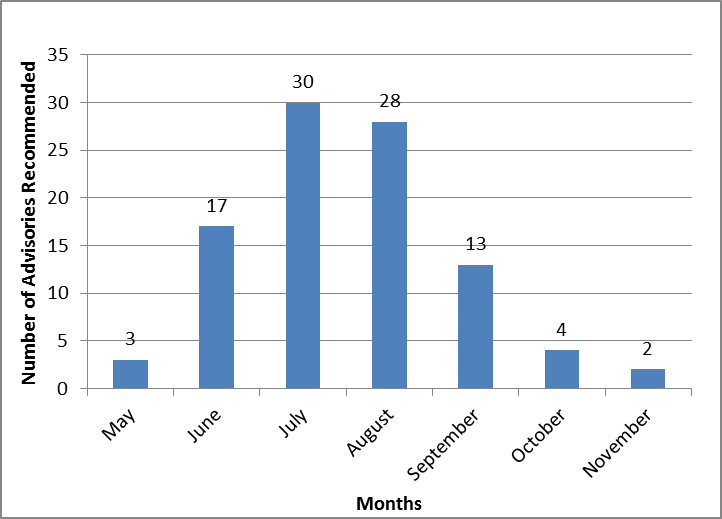 Number of Advisories Recommended
35
30
25
20
15
10
5
0
3
17
30
28
13
4
2
May
June
July
August
September
October
November
Months